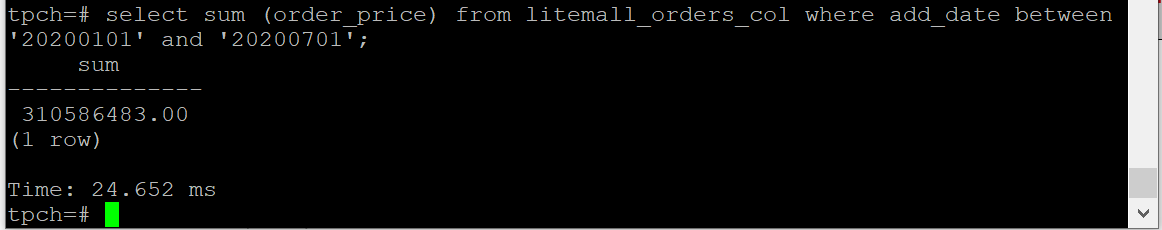 tpch=# select sum (order_price) from litemall_orders_col where add_date between
'20200101' and '20200701';
     sum
--------------
 310586483.00
(1 row)

Time: 24.652 ms
tpch=#